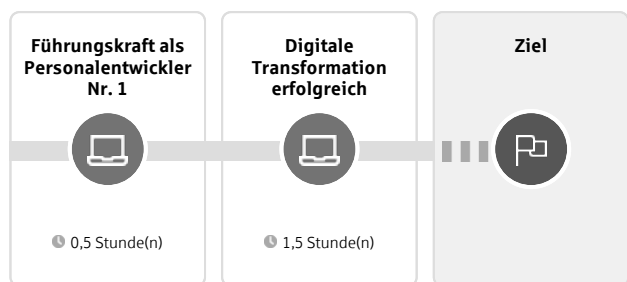 Führungskraft als
Personalentwickler
Nr. 1
0,5 Stunde(n)
Digitale
Transformation
erfolgreich
1,5 Stunde(n)
Ziel